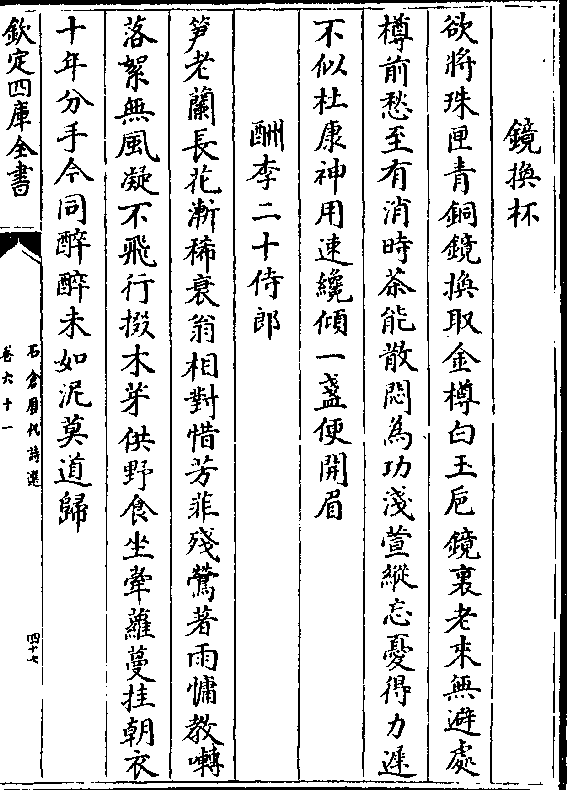 鏡換杯
欲將珠匣青銅鏡換取金樽白玉巵鏡裏老來無避處
樽前愁至有消時茶能散悶為功淺萱縱忘憂得力遲
不似杜康神用速纔傾一盞便開眉
酬李二十侍郎
笋老蘭長花漸稀衰翁相對惜芳菲殘鶯著雨慵教囀
落絮無風凝不飛行掇木芽供野食坐牽蘿蔓挂朝衣
十年分手今同醉醉未如泥莫道歸
欽定四庫全書
石倉歴代詩選
卷六十一
四十七